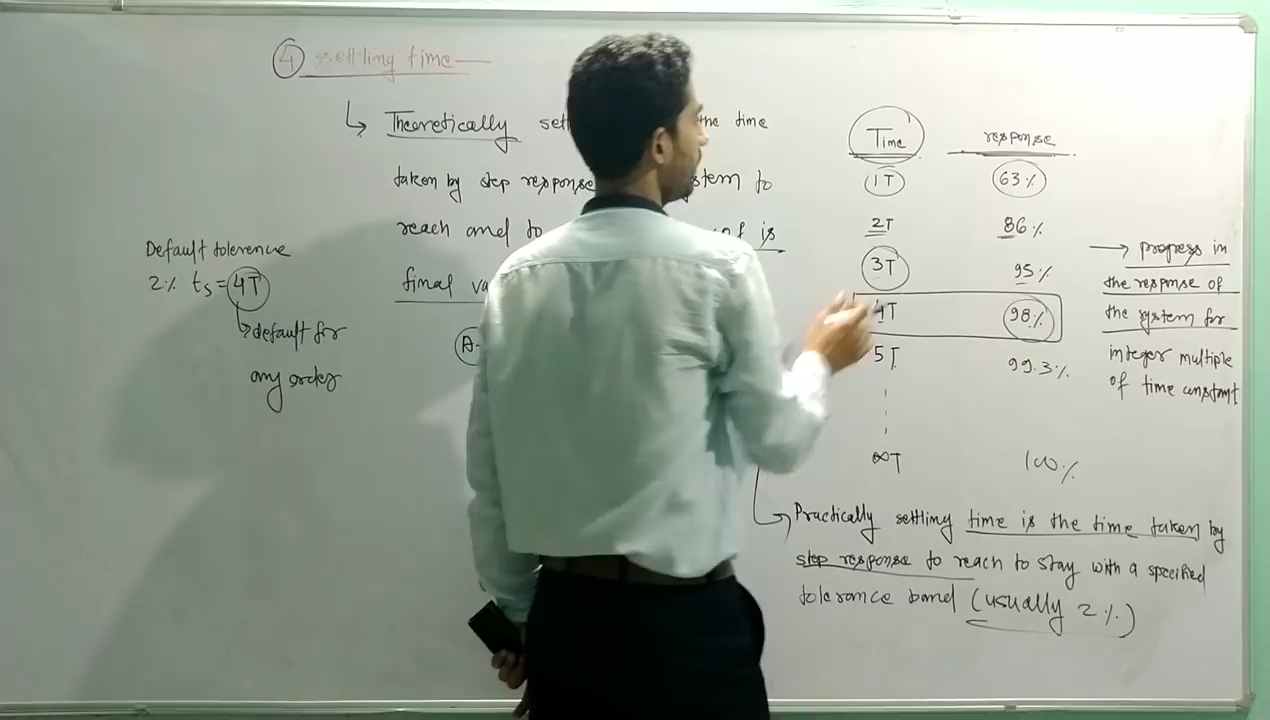 ④ settling time
↳ Theoretically set the time
taken by step response stem to
reach and to of is
final va
A-
Default tolerence
2% ts = 4T
default for
any order
Time response
1T 63%
2T 86%
3T 95%
4T 98%
5T 99.3%
∞T 100%
→ progress in
the response of
the system for
integer multiple
of time constant
↳ Practically settling time is the time taken by
step response to reach to stay with a specified
tolerance band (usually 2%)